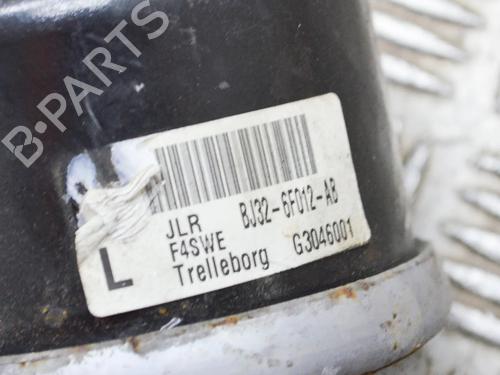 B-PARTS
JLR BJ32-6F012-AB
F4SWE
Trelleborg G3046001
L